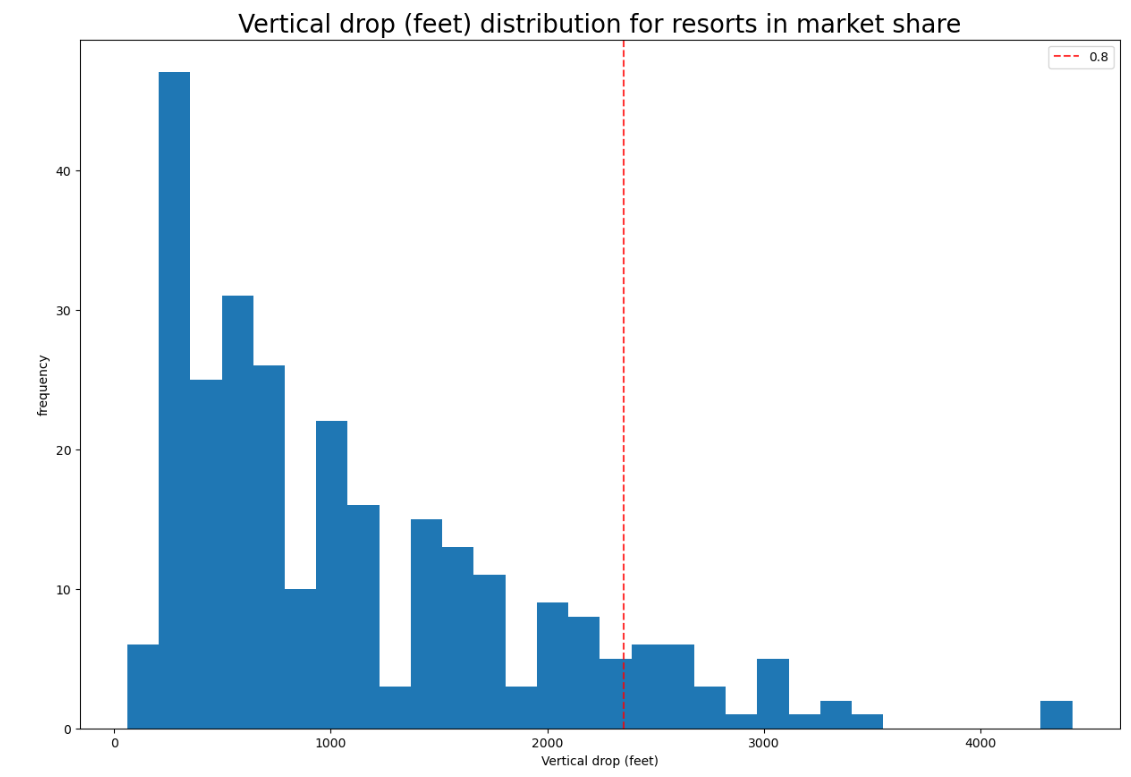 Vertical drop (feet) distribution for resorts in market share
0.8
40
30
20
10
0
frequency
0 1000 2000 3000 4000
Vertical drop (feet)